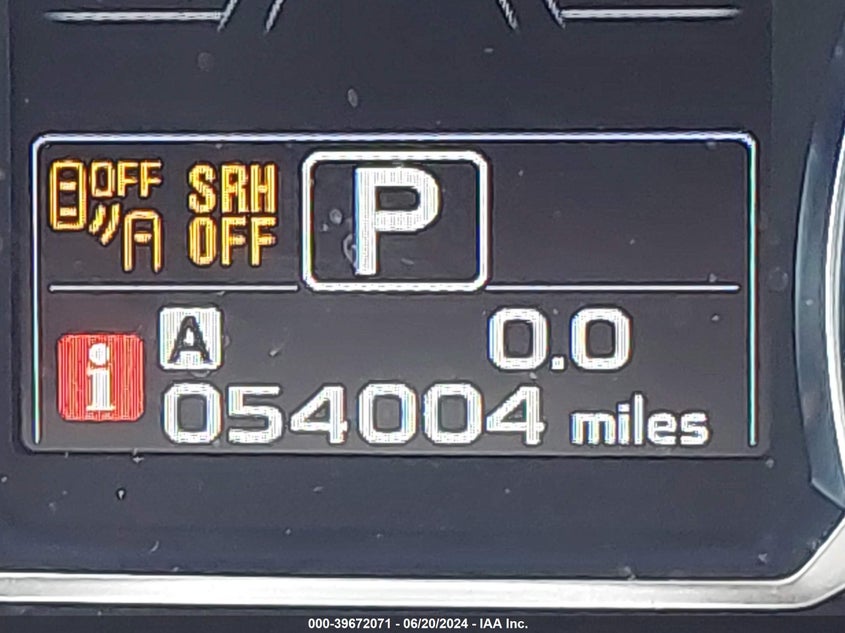 OFF SRH P
OFF
A 0.0
i 054004 miles
000-39672071 - 06/20/2024 - IAA Inc.